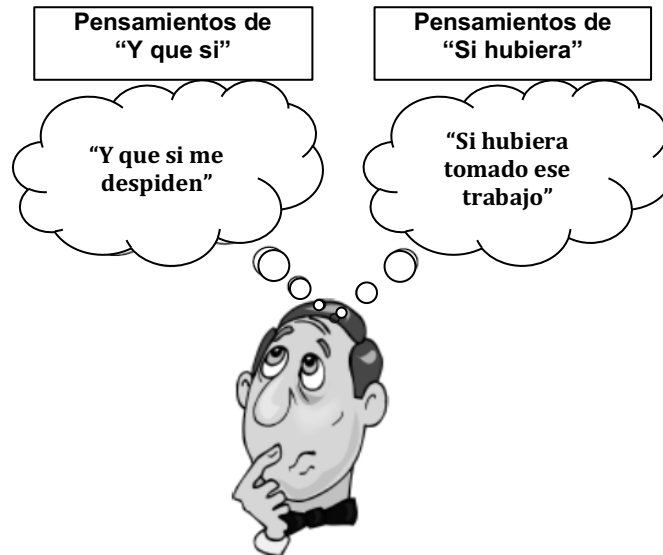 Pensamientos de
“Y que si”
Pensamientos de
“Si hubiera”
“Y que si me
despiden”
“Si hubiera
tomado ese
trabajo”